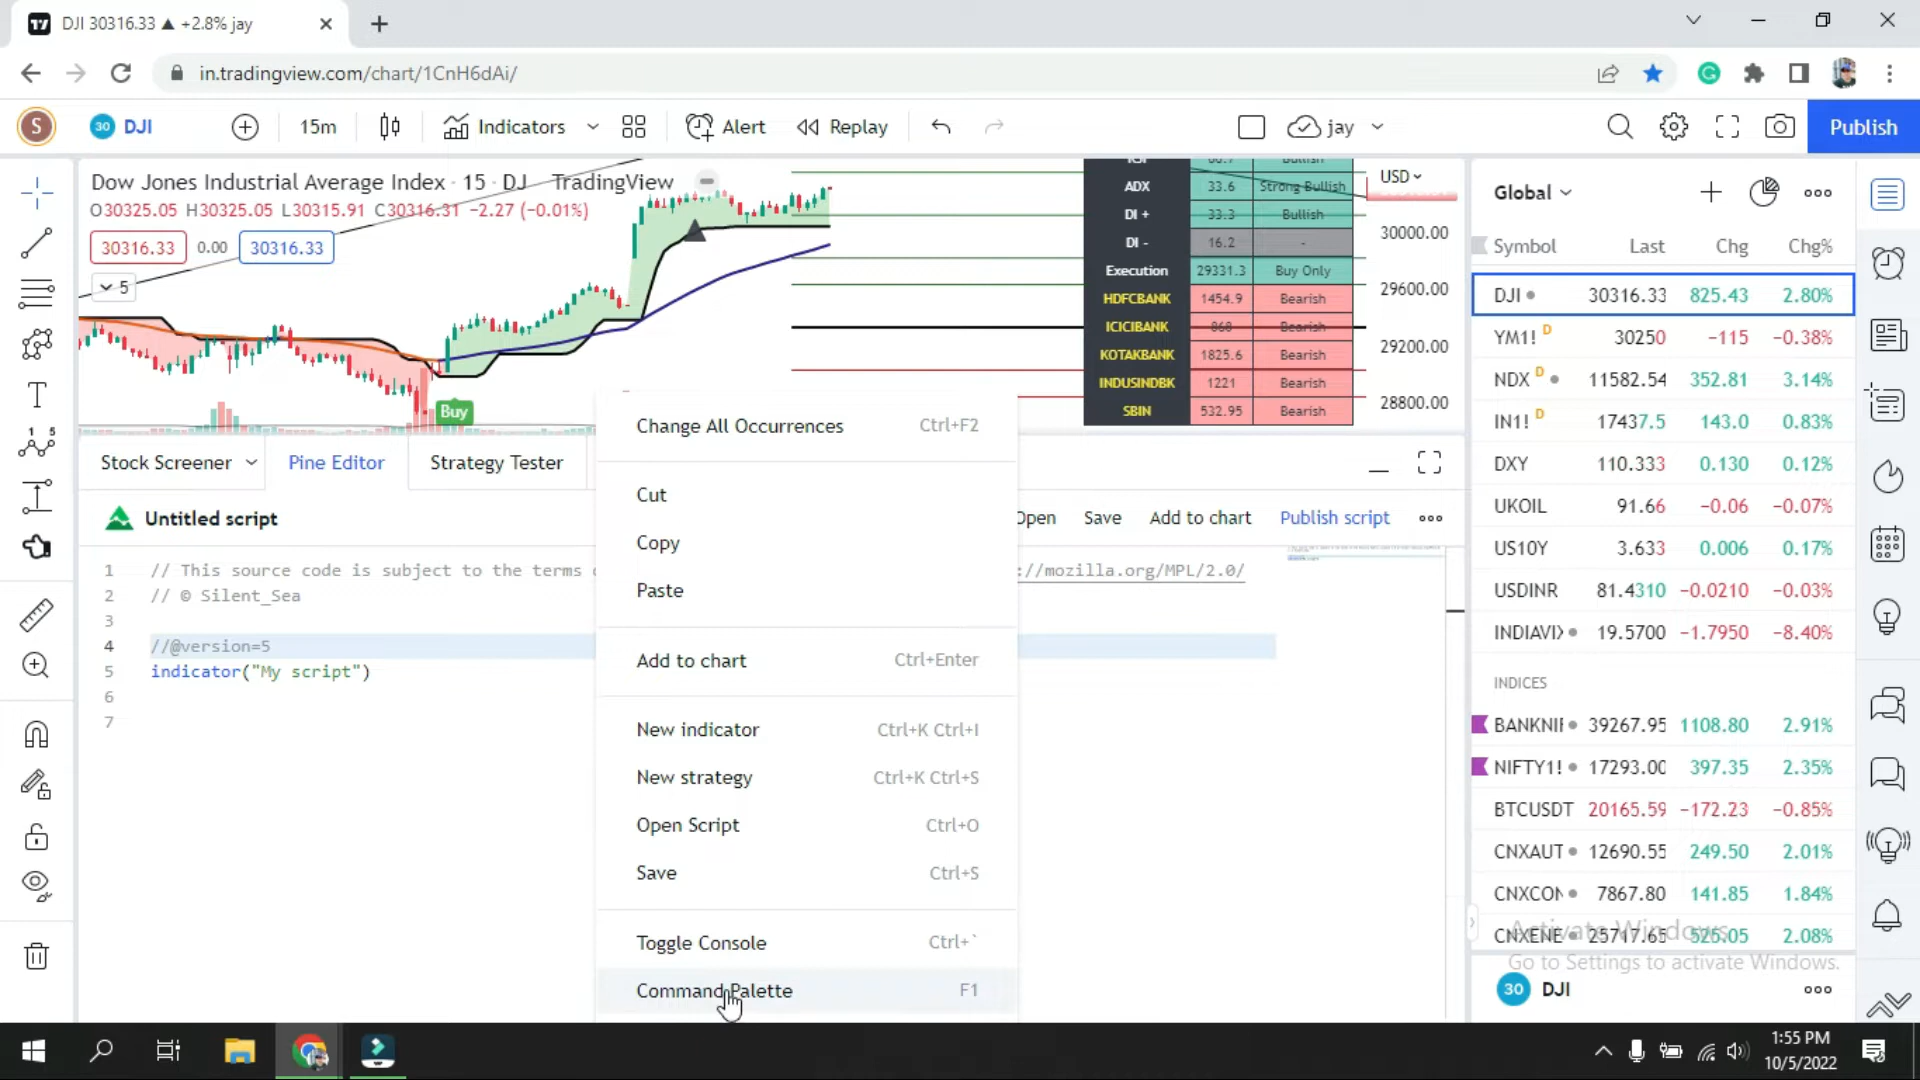 DJI 30316.33 ▲ +2.8% jay
in.tradingview.com/chart/1CnH6dAi/
S 30 DJI 15m Indicators Alert Replay jay Publish
Dow Jones Industrial Average Index · 15 · DJ TradingView
O30325.05 H30325.05 L30315.91 C30316.31 −2.27 (−0.01%)
30316.33 0.00 30316.33
5
Buy
ADX 33.6 Strong Bullish
DI + 33.3 Bullish
DI - 16.2 -
Execution 29331.3 Buy Only
HDFCBANK 1454.9 Bearish
ICICIBANK 868 Bearish
KOTAKBANK 1825.6 Bearish
INDUSINDBK 1221 Bearish
SBIN 532.95 Bearish
USD
30000.00
29600.00
29200.00
28800.00
Stock Screener Pine Editor Strategy Tester
Untitled script
Open Save Add to chart Publish script
1 // This source code is subject to the terms
://mozilla.org/MPL/2.0/
2 // © Silent_Sea
3
4 //@version=5
5 indicator("My script")
6
7
Change All Occurrences Ctrl+F2
Cut
Copy
Paste
Add to chart Ctrl+Enter
New indicator Ctrl+K Ctrl+I
New strategy Ctrl+K Ctrl+S
Open Script Ctrl+O
Save Ctrl+S
Toggle Console Ctrl+`
Command Palette F1
Global
Symbol Last Chg Chg%
DJI 30316.33 825.43 2.80%
YM1! D 30250 −115 −0.38%
NDX D 11582.54 352.81 3.14%
IN1! D 17437.5 143.0 0.83%
DXY 110.333 0.130 0.12%
UKOIL 91.66 −0.06 −0.07%
US10Y 3.633 0.006 0.17%
USDINR 81.4310 −0.0210 −0.03%
INDIAVIX 19.5700 −1.7950 −8.40%
INDICES
BANKNIF 39267.95 1108.80 2.91%
NIFTY1! 17293.00 397.35 2.35%
BTCUSDT 20165.59 −172.23 −0.85%
CNXAUT 12690.55 249.50 2.01%
CNXCON 7867.80 141.85 1.84%
CNXENE 25717.65 525.05 2.08%
Activate Windows
Go to Settings to activate Windows.
30 DJI
1:55 PM
10/5/2022